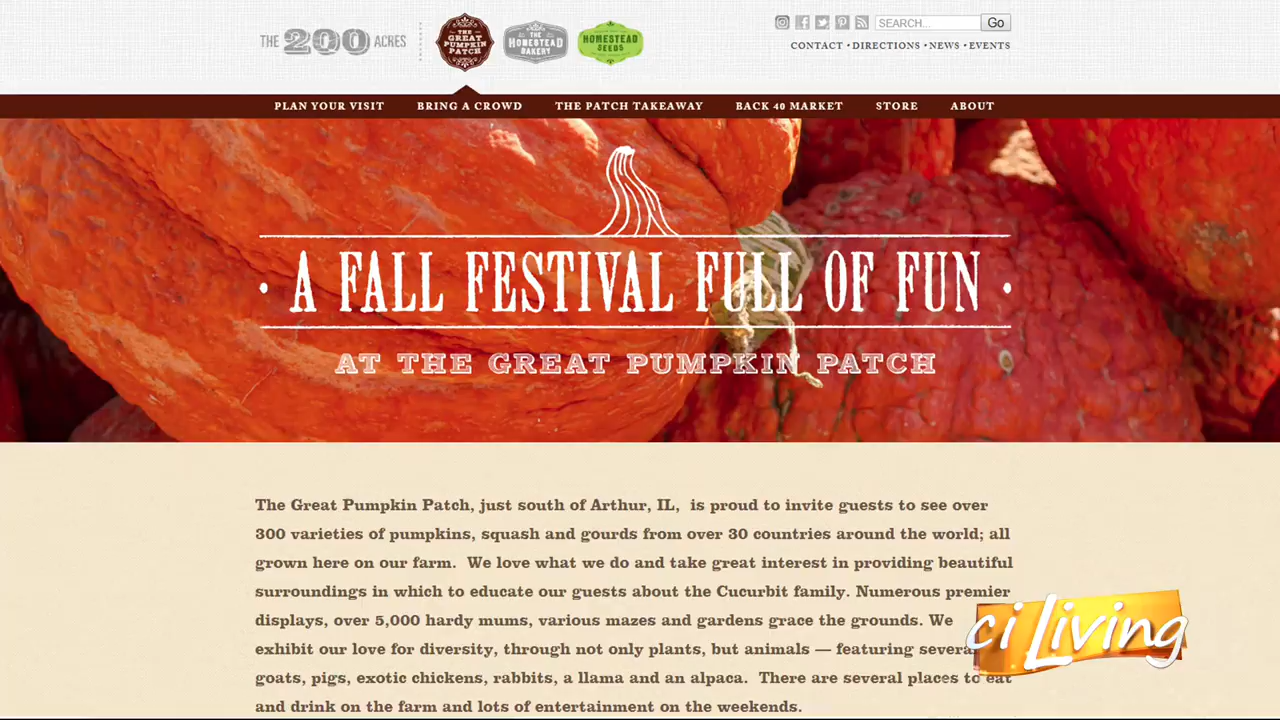 THE 200 ACRES
THE GREAT PUMPKIN PATCH
THE HOMESTEAD BAKERY
HOMESTEAD SEEDS
SEARCH... Go
CONTACT • DIRECTIONS • NEWS • EVENTS
PLAN YOUR VISIT BRING A CROWD THE PATCH TAKEAWAY BACK 40 MARKET STORE ABOUT
• A FALL FESTIVAL FULL OF FUN •
AT THE GREAT PUMPKIN PATCH
The Great Pumpkin Patch, just south of Arthur, IL, is proud to invite guests to see over
300 varieties of pumpkins, squash and gourds from over 30 countries around the world; all
grown here on our farm. We love what we do and take great interest in providing beautiful
surroundings in which to educate our guests about the Cucurbit family. Numerous premier
displays, over 5,000 hardy mums, various mazes and gardens grace the grounds. We
exhibit our love for diversity, through not only plants, but animals — featuring several
goats, pigs, exotic chickens, rabbits, a llama and an alpaca. There are several places to eat
and drink on the farm and lots of entertainment on the weekends.
ci Living